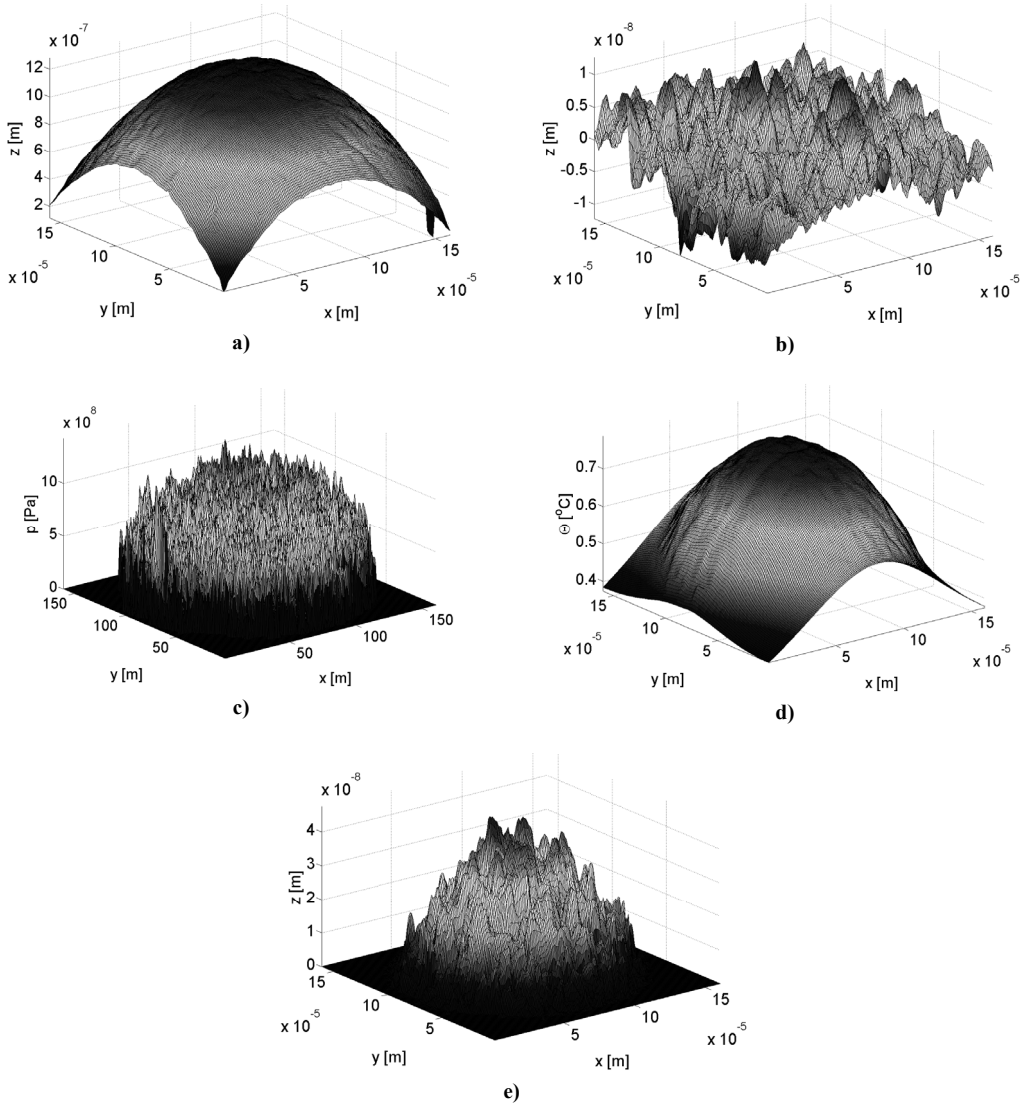 x 10⁻⁷
12
10
8
6
4
2
z [m]
15
10
5
x 10⁻⁵
y [m]
5
10
15
x 10⁻⁵
x [m]
a)
x 10⁻⁸
1
0.5
0
-0.5
-1
z [m]
15
10
5
x 10⁻⁵
y [m]
5
10
15
x 10⁻⁵
x [m]
b)
x 10⁸
10
5
0
p [Pa]
150
100
50
y [m]
50
100
150
x [m]
c)
0.7
0.6
0.5
0.4
Θ [°C]
15
10
5
x 10⁻⁵
y [m]
5
10
15
x 10⁻⁵
x [m]
d)
x 10⁻⁸
4
3
2
1
0
z [m]
15
10
5
x 10⁻⁵
y [m]
5
10
15
x 10⁻⁵
x [m]
e)